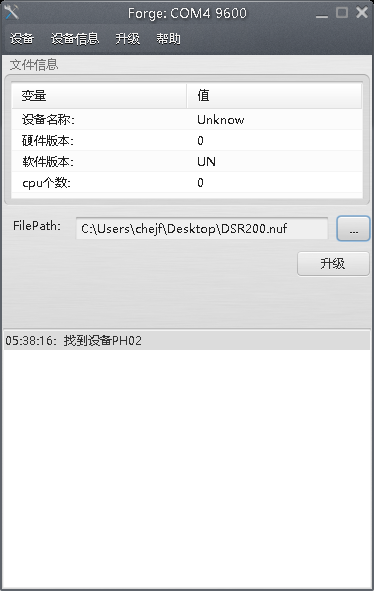 Forge: COM4 9600
设备 设备信息 升级 帮助
文件信息
变量 值
设备名称: Unknow
硬件版本: 0
软件版本: UN
cpu个数: 0
FilePath: C:\Users\chejf\Desktop\DSR200.nuf ...
升级
05:38:16: 找到设备PH02